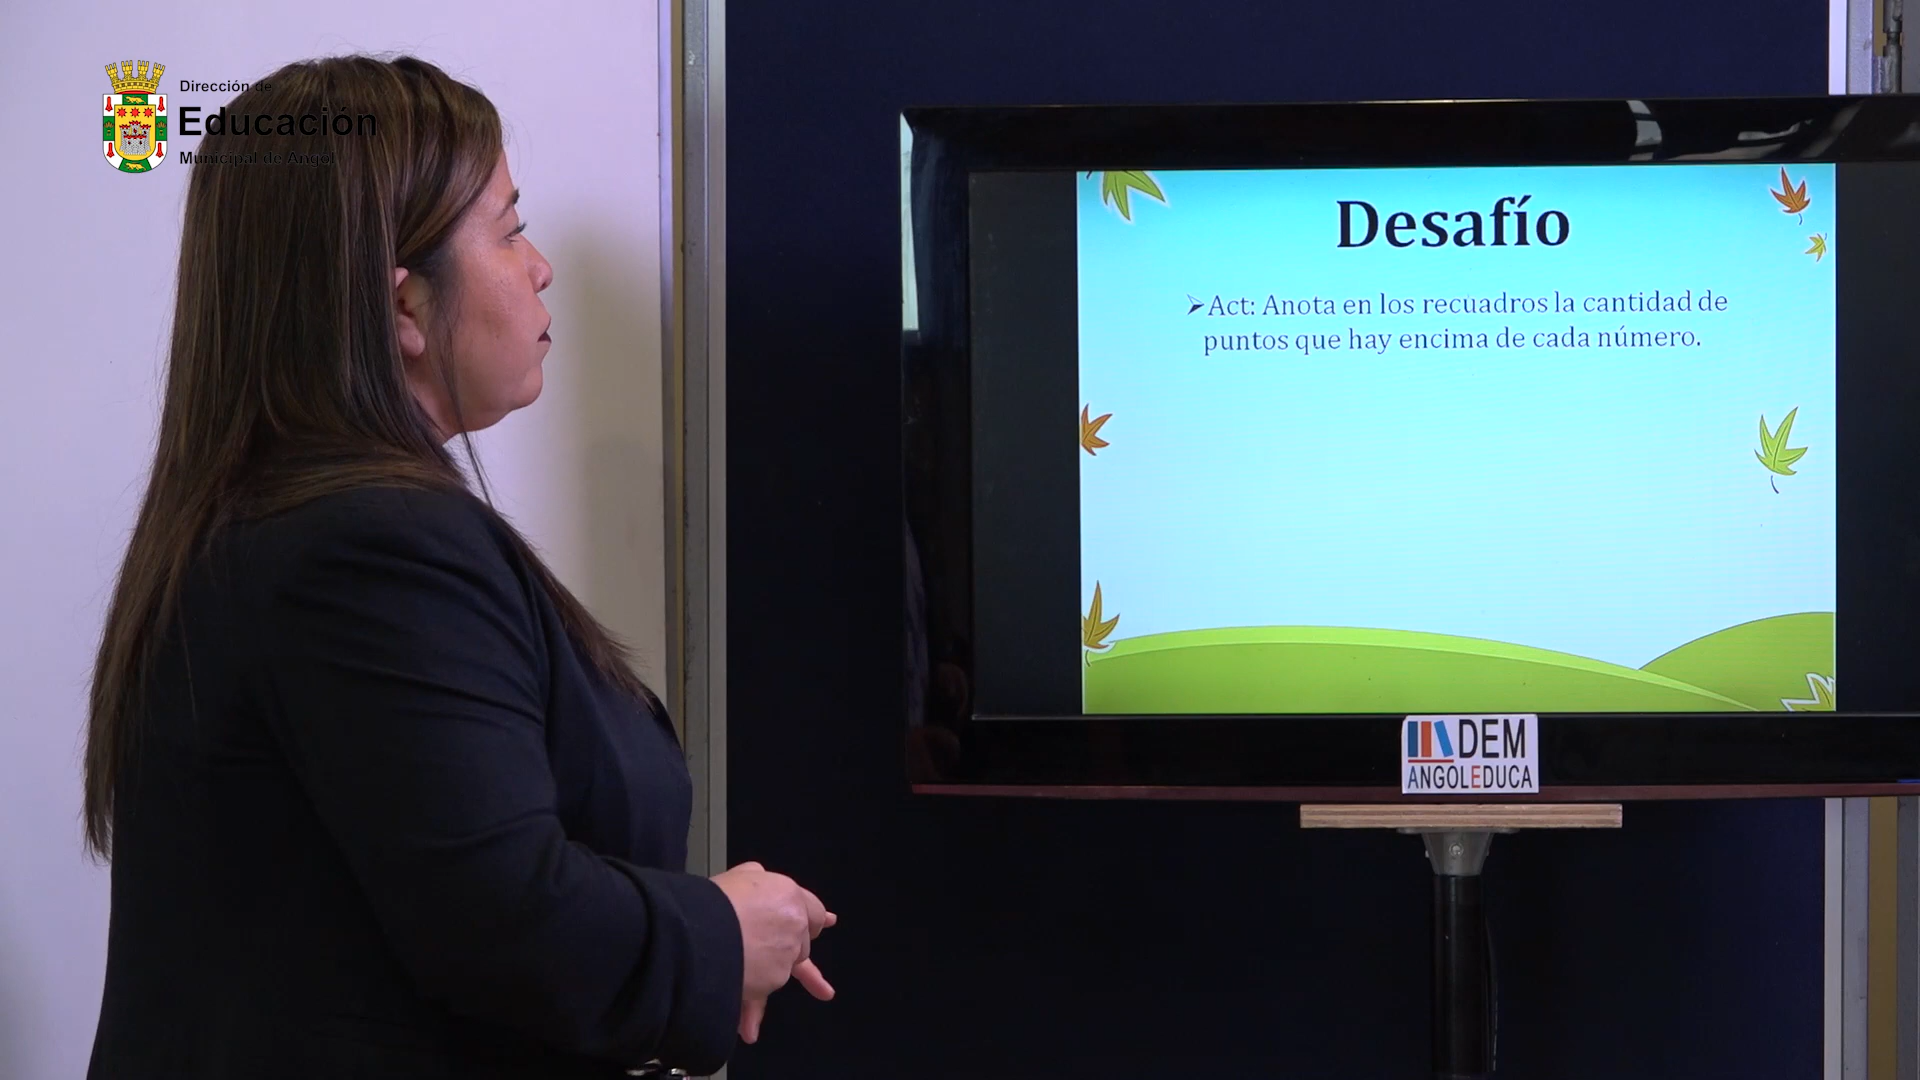 Dirección de
Educación
Municipal de Angol
Desafío
➢Act: Anota en los recuadros la cantidad de
puntos que hay encima de cada número.
DEM
ANGOLEDUCA